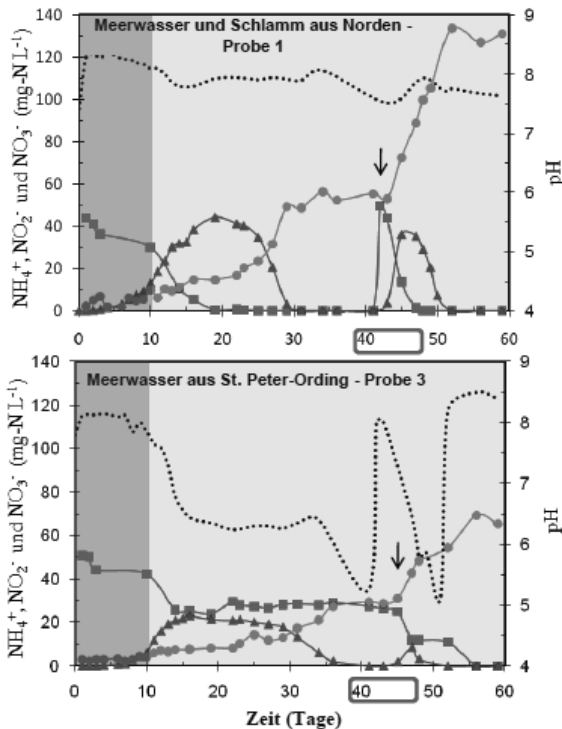 Meerwasser und Schlamm aus Norden -
Probe 1
NH₄⁺, NO₂⁻ und NO₃⁻ (mg-N L⁻¹)
140
120
100
80
60
40
20
0
9
8
7
6
5
4
pH
0 10 20 30 40 50 60
Meerwasser aus St. Peter-Ording - Probe 3
NH₄⁺, NO₂⁻ und NO₃⁻ (mg-N L⁻¹)
140
120
100
80
60
40
20
0
9
8
7
6
5
4
pH
0 10 20 30 40 50 60
Zeit (Tage)